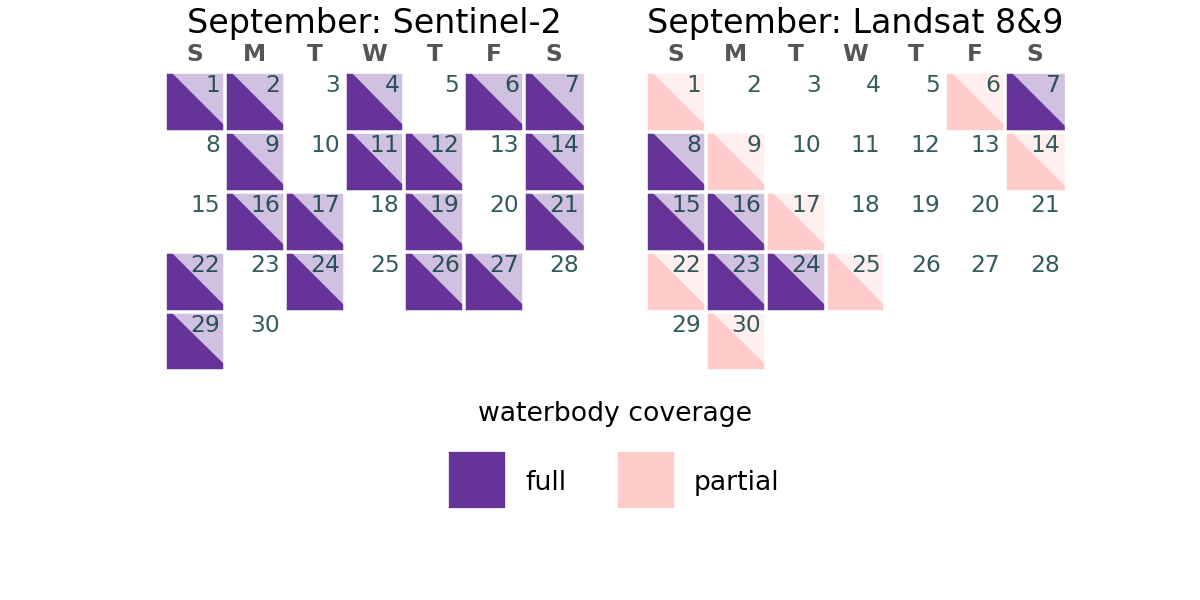 September: Sentinel-2
S M T W T F S
1 2 3 4 5 6 7
8 9 10 11 12 13 14
15 16 17 18 19 20 21
22 23 24 25 26 27 28
29 30
September: Landsat 8&9
S M T W T F S
1 2 3 4 5 6 7
8 9 10 11 12 13 14
15 16 17 18 19 20 21
22 23 24 25 26 27 28
29 30
waterbody coverage
full partial